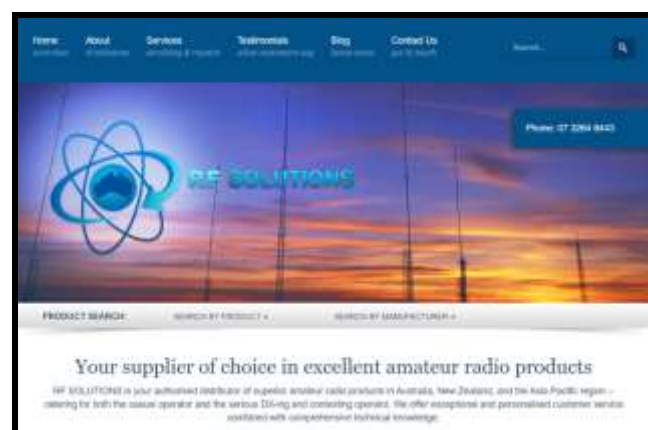 Home About Services Testimonials Blog Contact Us
Search...
Phone: 07 3264 8443
RF SOLUTIONS
PRODUCT SEARCH: SEARCH BY PRODUCT » SEARCH BY MANUFACTURER »
Your supplier of choice in excellent amateur radio products
RF SOLUTIONS is your authorised distributor of superior amateur radio products in Australia, New Zealand, and the Asia Pacific region –
catering for both the casual operator and the serious DX-ing and contesting operator. We offer exceptional and personalised customer service
combined with comprehensive technical knowledge.